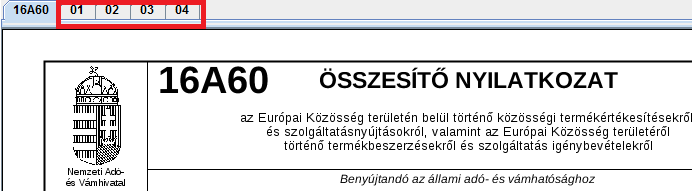 16A60 01 02 03 04
16A60 ÖSSZESÍTŐ NYILATKOZAT
az Európai Közösség területén belül történő közösségi termékértékesítésekről
és szolgáltatásnyújtásokról, valamint az Európai Közösség területéről
történő termékbeszerzésekről és szolgáltatás igénybevételekről
Nemzeti Adó-
és Vámhivatal
Benyújtandó az állami adó- és vámhatósághoz